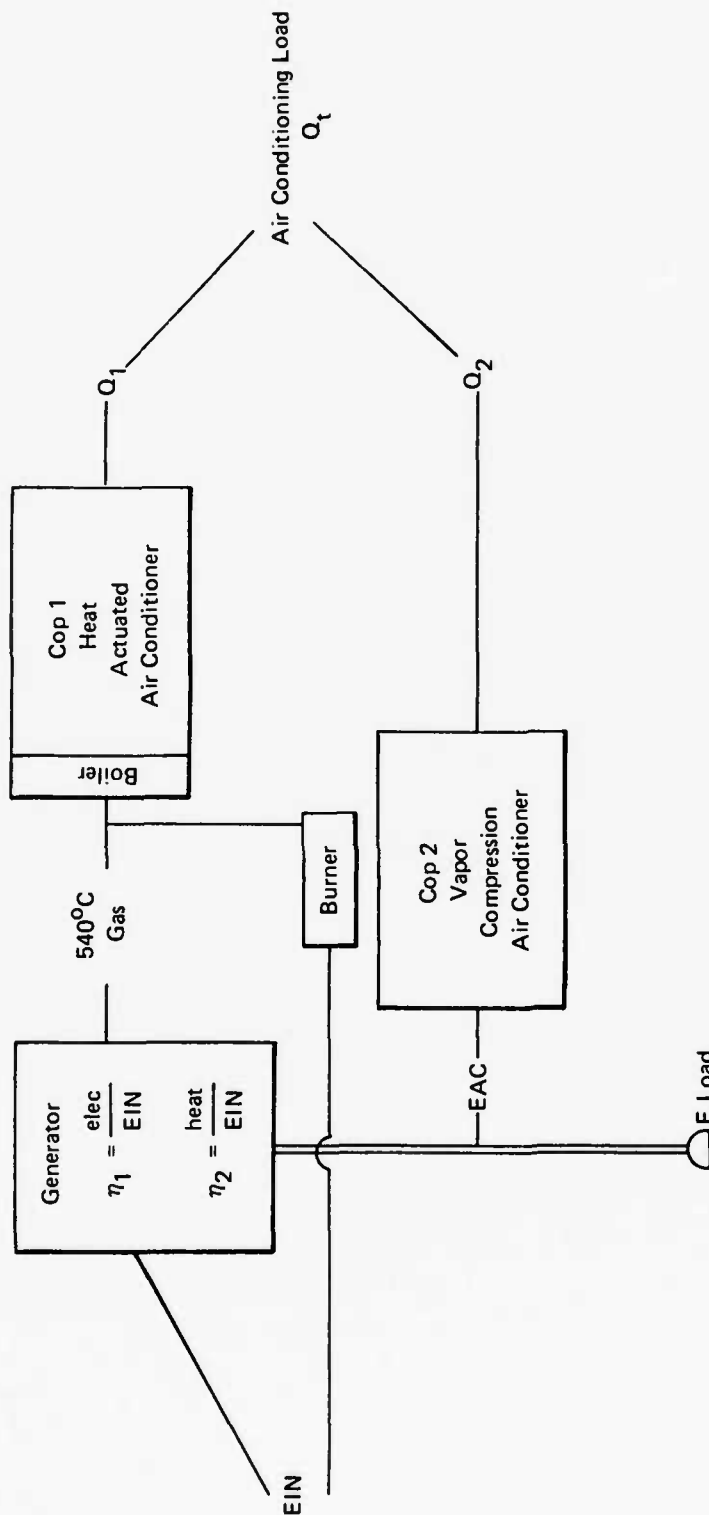 EIN
Generator
η1 = elec / EIN
η2 = heat / EIN
540°C
Gas
Boiler
Cop 1
Heat
Actuated
Air Conditioner
Q1
Burner
EAC
Cop 2
Vapor
Compression
Air Conditioner
Q2
Air Conditioning Load
Qt
E Load